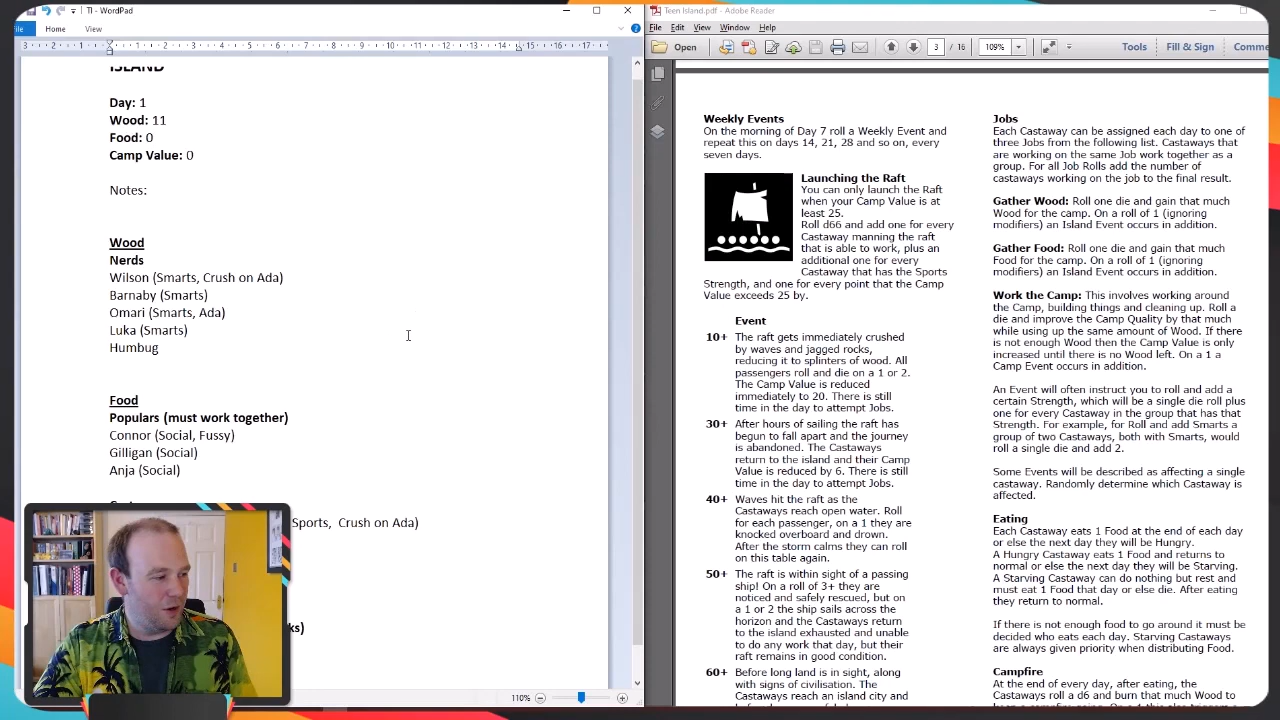 TI - WordPad
Home
View
3 1 1 2 3 4 5 6 7 8 9 10 11 12 13 14 15 16 17
ISLAND
Day: 1
Wood: 11
Food: 0
Camp Value: 0
Notes:
Wood
Nerds
Wilson (Smarts, Crush on Ada)
Barnaby (Smarts)
Omari (Smarts, Ada)
Luka (Smarts)
Humbug
Food
Populars (must work together)
Connor (Social, Fussy)
Gilligan (Social)
Anja (Social)
Sports, Crush on Ada)
110%
Teen Island.pdf - Adobe Reader
File Edit View Window Help
Open
3 / 16
109%
Tools
Fill & Sign
Weekly Events
On the morning of Day 7 roll a Weekly Event and
repeat this on days 14, 21, 28 and so on, every
seven days.
Launching the Raft
You can only launch the Raft
when your Camp Value is at
least 25.
Roll d66 and add one for every
Castaway manning the raft
that is able to work, plus an
additional one for every
Castaway that has the Sports
Strength, and one for every point that the Camp
Value exceeds 25 by.
Event
10+ The raft gets immediately crushed
by waves and jagged rocks,
reducing it to splinters of wood. All
passengers roll and die on a 1 or 2.
The Camp Value is reduced
immediately to 20. There is still
time in the day to attempt Jobs.
30+ After hours of sailing the raft has
begun to fall apart and the journey
is abandoned. The Castaways
return to the island and their Camp
Value is reduced by 6. There is still
time in the day to attempt Jobs.
40+ Waves hit the raft as the
Castaways reach open water. Roll
for each passenger, on a 1 they are
knocked overboard and drown.
After the storm calms they can roll
on this table again.
50+ The raft is within sight of a passing
ship! On a roll of 3+ they are
noticed and safely rescued, but on
a 1 or 2 the ship sails across the
horizon and the Castaways return
to the island exhausted and unable
to do any work that day, but their
raft remains in good condition.
60+ Before long land is in sight, along
with signs of civilisation. The
Castaways reach an island city and
Jobs
Each Castaway can be assigned each day to one of
three Jobs from the following list. Castaways that
are working on the same Job work together as a
group. For all Job Rolls add the number of
castaways working on the job to the final result.
Gather Wood: Roll one die and gain that much
Wood for the camp. On a roll of 1 (ignoring
modifiers) an Island Event occurs in addition.
Gather Food: Roll one die and gain that much
Food for the camp. On a roll of 1 (ignoring
modifiers) an Island Event occurs in addition.
Work the Camp: This involves working around
the Camp, building things and cleaning up. Roll a
die and improve the Camp Quality by that much
while using up the same amount of Wood. If there
is not enough Wood then the Camp Value is only
increased until there is no Wood left. On a 1 a
Camp Event occurs in addition.
An Event will often instruct you to roll and add a
certain Strength, which will be a single die roll plus
one for every Castaway in the group that has that
Strength. For example, for Roll and add Smarts a
group of two Castaways, both with Smarts, would
roll a single die and add 2.
Some Events will be described as affecting a single
castaway. Randomly determine which Castaway is
affected.
Eating
Each Castaway eats 1 Food at the end of each day
or else the next day they will be Hungry.
A Hungry Castaway eats 1 Food and returns to
normal or else the next day they will be Starving.
A Starving Castaway can do nothing but rest and
must eat 1 Food that day or else die. After eating
they return to normal.
If there is not enough food to go around it must be
decided who eats each day. Starving Castaways
are always given priority when distributing Food.
Campfire
At the end of every day, after eating, the
Castaways roll a d6 and burn that much Wood to